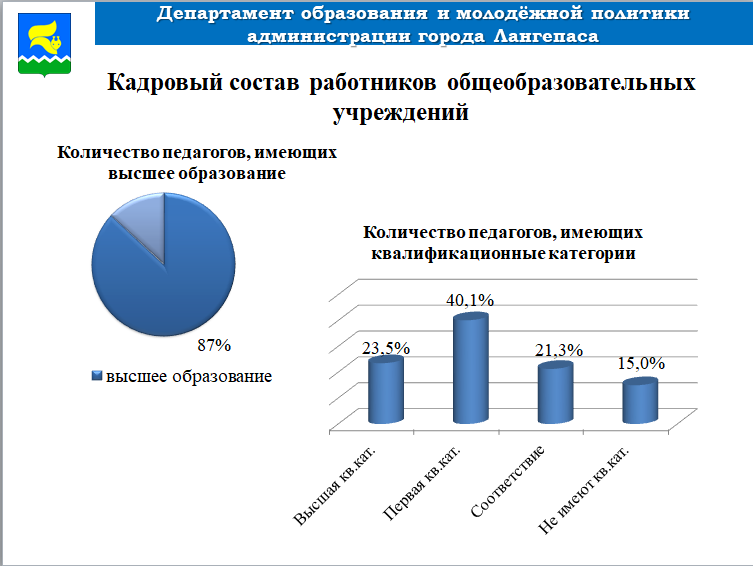 Департамент образования и молодёжной политики
администрации города Лангепаса
Кадровый состав работников общеобразовательных
учреждений
Количество педагогов, имеющих
высшее образование
87%
высшее образование
Количество педагогов, имеющих
квалификационные категории
23,5%
40,1%
21,3%
15,0%
Высшая кв.кат.
Первая кв.кат.
Соответствие
Не имеют кв.кат.